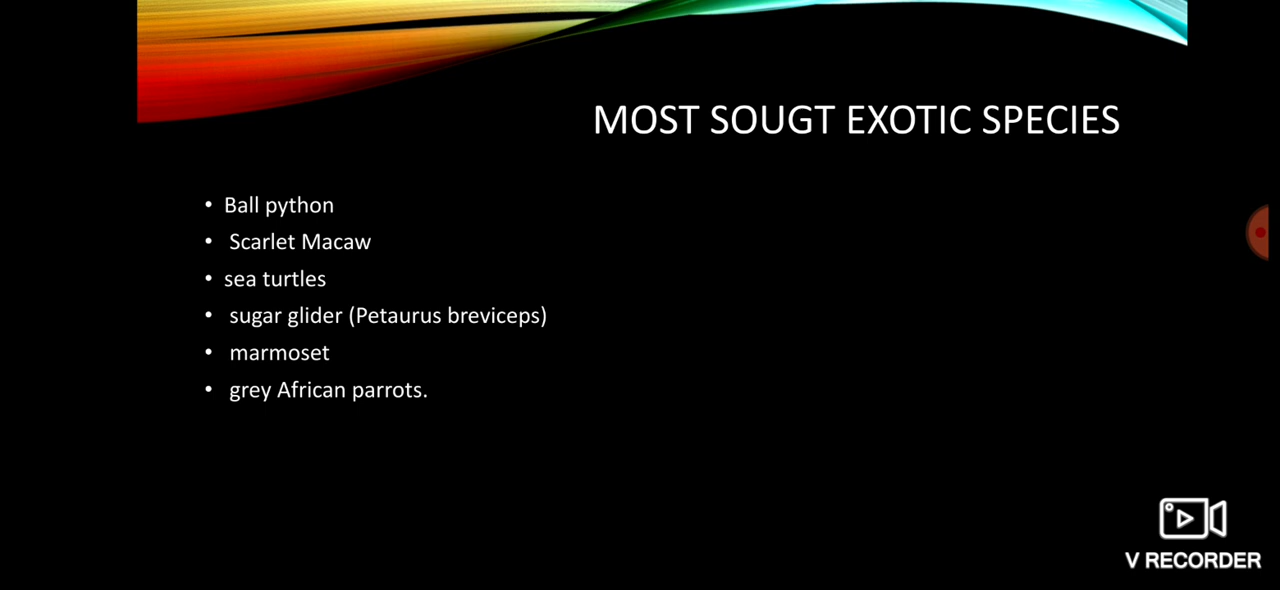 MOST SOUGT EXOTIC SPECIES
• Ball python
• Scarlet Macaw
• sea turtles
• sugar glider (Petaurus breviceps)
• marmoset
• grey African parrots.
V RECORDER